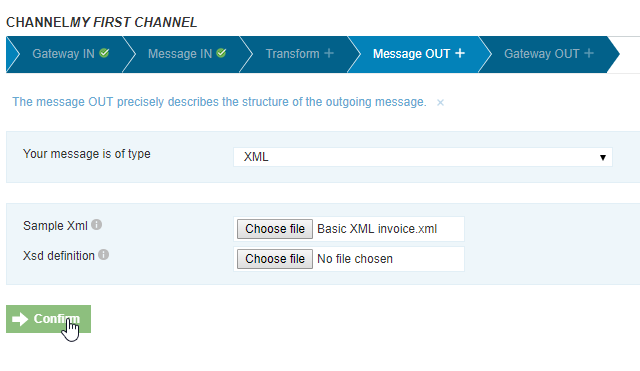 CHANNELMY FIRST CHANNEL
Gateway IN Message IN Transform + Message OUT + Gateway OUT +
The message OUT precisely describes the structure of the outgoing message. ×
Your message is of type XML
Sample Xml Choose file Basic XML invoice.xml
Xsd definition Choose file No file chosen
Confirm